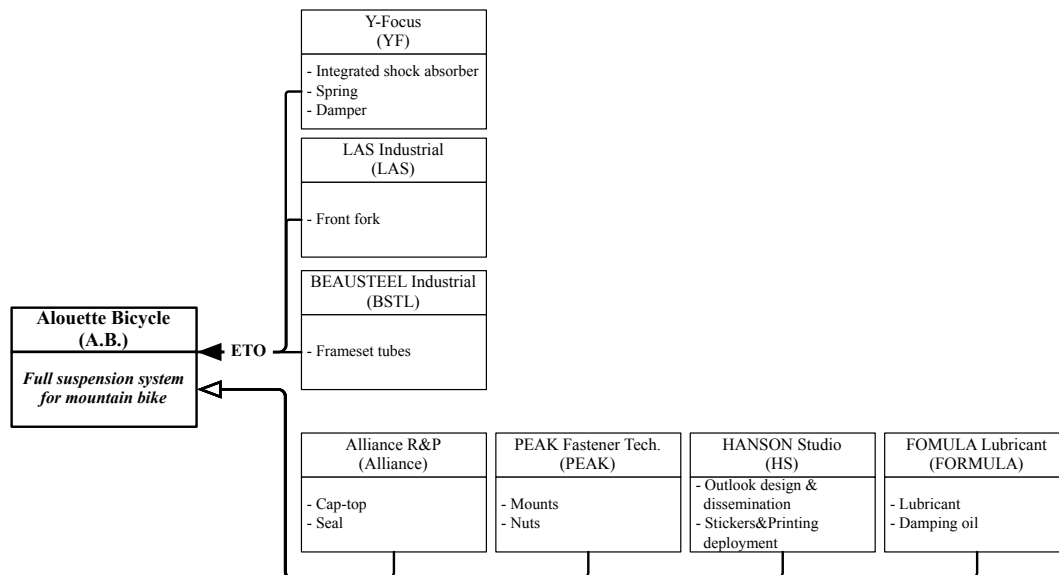 Y-Focus
(YF)
- Integrated shock absorber
- Spring
- Damper
LAS Industrial
(LAS)
- Front fork
BEAUSTEEL Industrial
(BSTL)
- Frameset tubes
Alouette Bicycle
(A.B.)
Full suspension system
for mountain bike
ETO
Alliance R&P
(Alliance)
- Cap-top
- Seal
PEAK Fastener Tech.
(PEAK)
- Mounts
- Nuts
HANSON Studio
(HS)
- Outlook design &
dissemination
- Stickers&Printing
deployment
FOMULA Lubricant
(FORMULA)
- Lubricant
- Damping oil